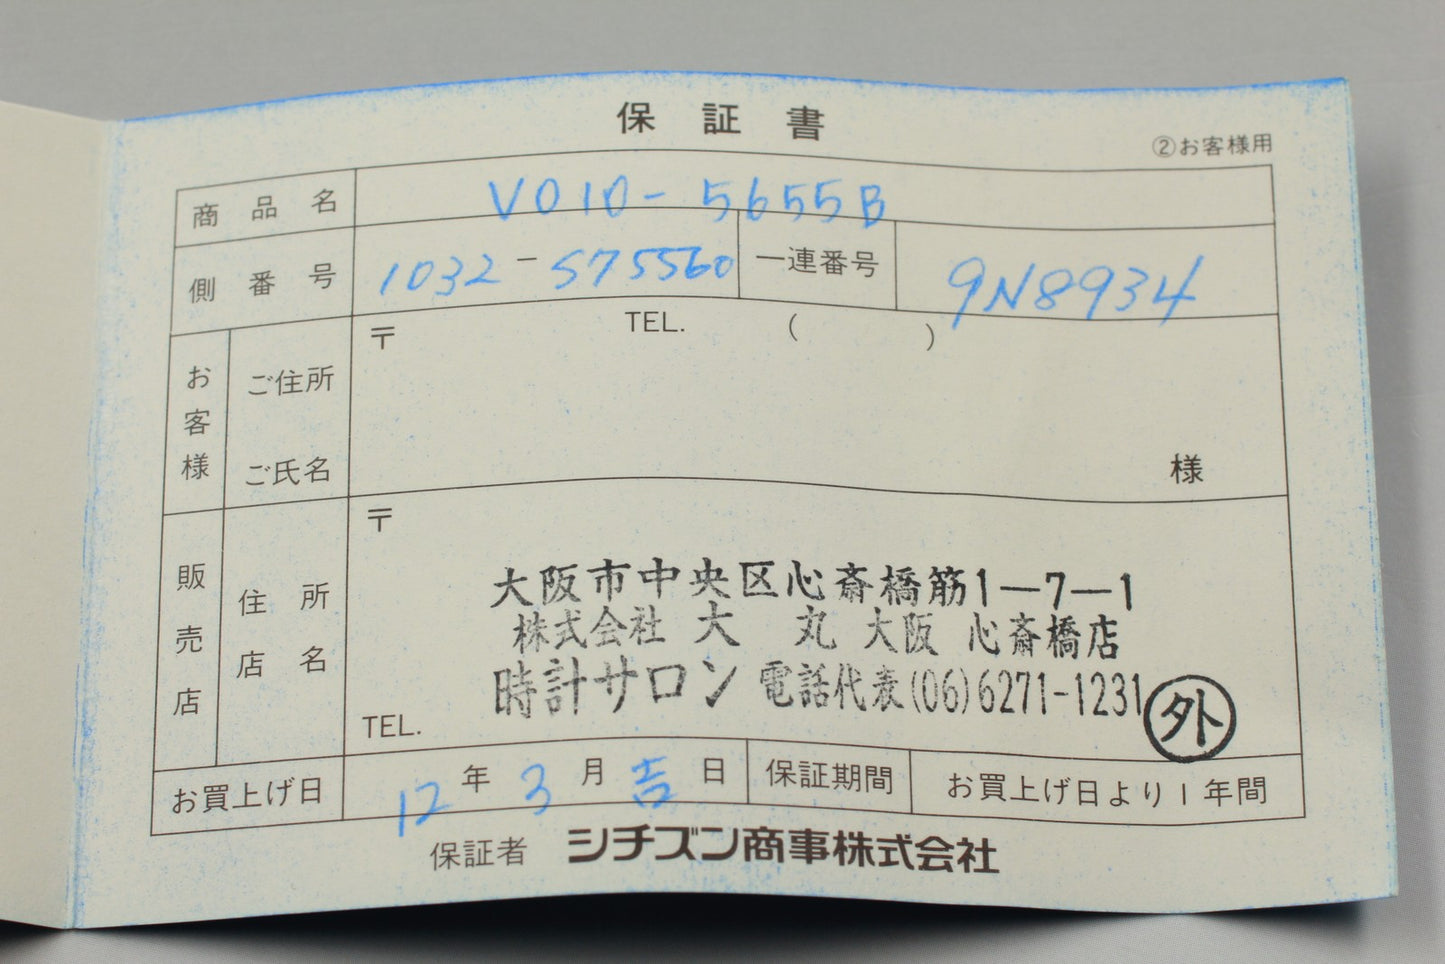 保証書
②お客様用
商品名 V010-5655B
側番号 1032-S75560 一連番号 9N8934
お客様 ご住所 〒 TEL. ( )
ご氏名 様
販売店 住所 店名 〒
大阪市中央区心斎橋筋1−7−1
株式会社 大 丸 大阪 心斎橋店
時計サロン 電話代表(06)6271-1231 外
TEL.
お買上げ日 12年3月吉日 保証期間 お買上げ日より1年間
保証者 シチズン商事株式会社